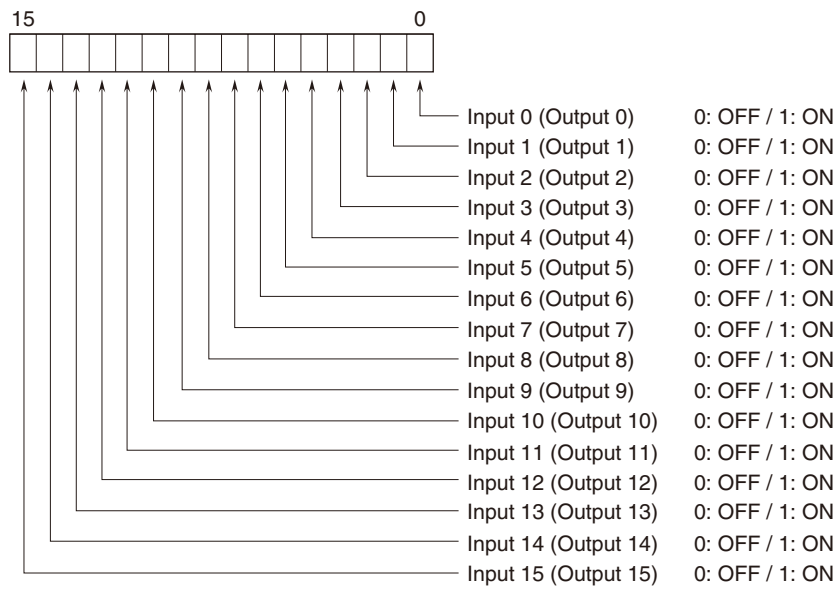 15 0
Input 0 (Output 0) 0: OFF / 1: ON
Input 1 (Output 1) 0: OFF / 1: ON
Input 2 (Output 2) 0: OFF / 1: ON
Input 3 (Output 3) 0: OFF / 1: ON
Input 4 (Output 4) 0: OFF / 1: ON
Input 5 (Output 5) 0: OFF / 1: ON
Input 6 (Output 6) 0: OFF / 1: ON
Input 7 (Output 7) 0: OFF / 1: ON
Input 8 (Output 8) 0: OFF / 1: ON
Input 9 (Output 9) 0: OFF / 1: ON
Input 10 (Output 10) 0: OFF / 1: ON
Input 11 (Output 11) 0: OFF / 1: ON
Input 12 (Output 12) 0: OFF / 1: ON
Input 13 (Output 13) 0: OFF / 1: ON
Input 14 (Output 14) 0: OFF / 1: ON
Input 15 (Output 15) 0: OFF / 1: ON